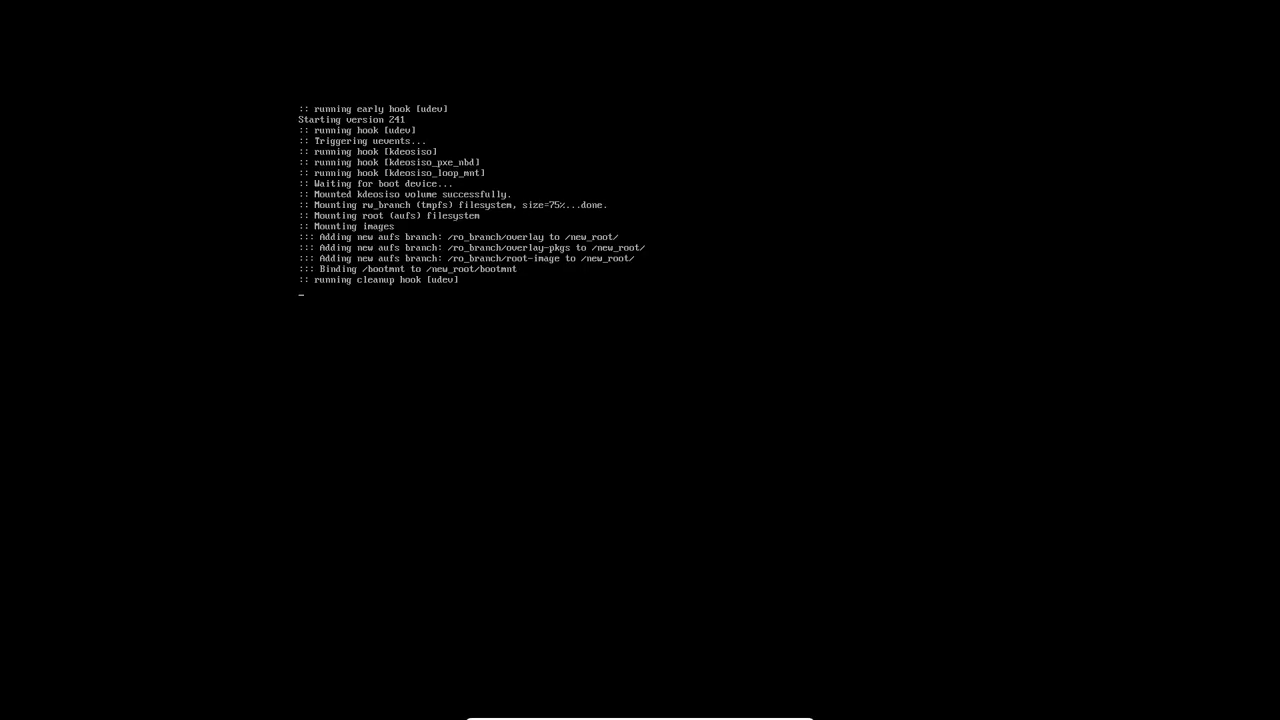 :: running early hook [udev]
Starting version 241
:: running hook [udev]
:: Triggering uevents...
:: running hook [kdeosiso]
:: running hook [kdeosiso_pxe_nbd]
:: running hook [kdeosiso_loop_mnt]
:: Waiting for boot device...
:: Mounted kdeosiso volume successfully.
:: Mounting rw_branch (tmpfs) filesystem, size=75%...done.
:: Mounting root (aufs) filesystem
:: Mounting images
::: Adding new aufs branch: /ro_branch/overlay to /new_root/
::: Adding new aufs branch: /ro_branch/overlay-pkgs to /new_root/
::: Adding new aufs branch: /ro_branch/root-image to /new_root/
::: Binding /bootmnt to /new_root/bootmnt
:: running cleanup hook [udev]